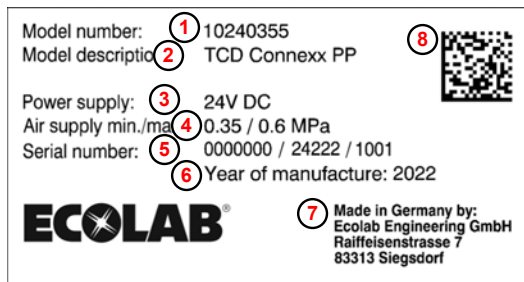 Model number: 1 10240355
8
Model descriptio 2 TCD Connexx PP
Power supply: 3 24V DC
Air supply min./ma 4 0.35 / 0.6 MPa
Serial number: 5 0000000 / 24222 / 1001
6 Year of manufacture: 2022
ECOLAB®
7 Made in Germany by:
Ecolab Engineering GmbH
Raiffeisenstrasse 7
83313 Siegsdorf